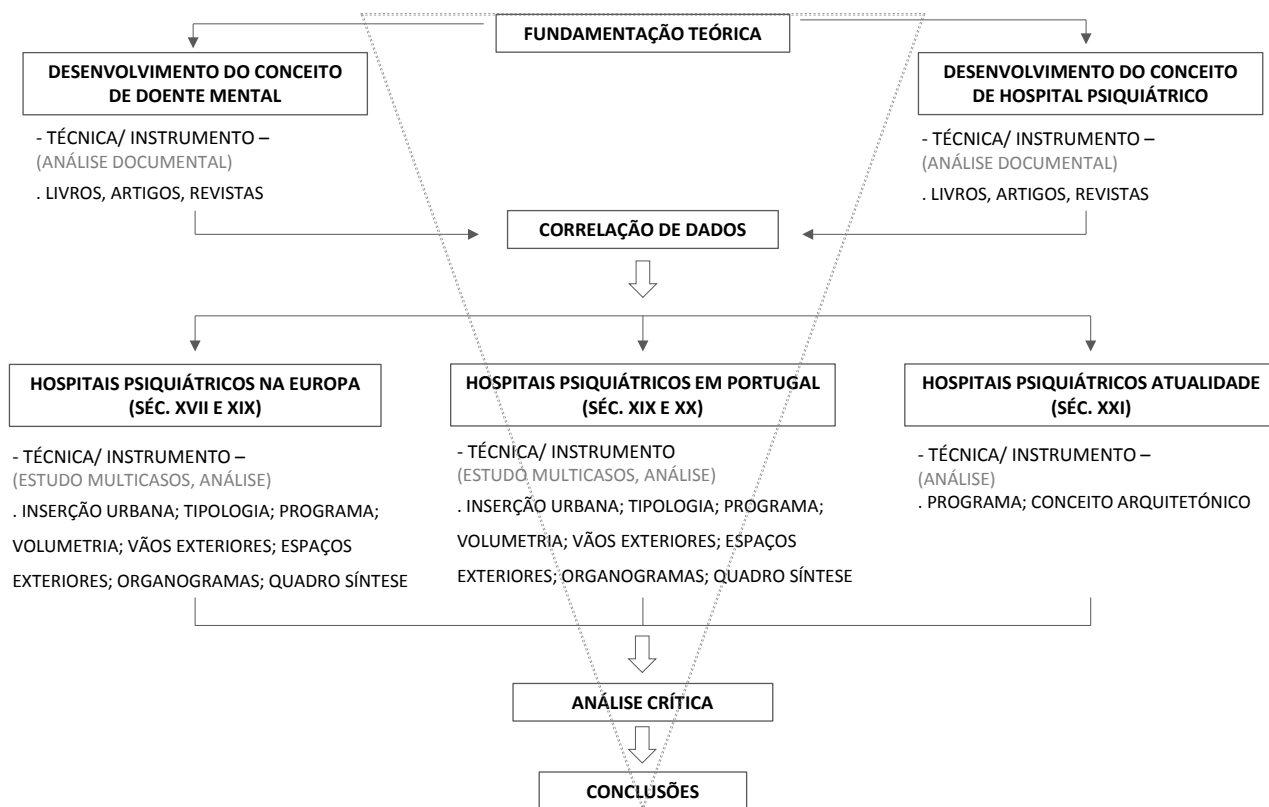 FUNDAMENTAÇÃO TEÓRICA
DESENVOLVIMENTO DO CONCEITO
DE DOENTE MENTAL
- TÉCNICA/ INSTRUMENTO –
(ANÁLISE DOCUMENTAL)
. LIVROS, ARTIGOS, REVISTAS
DESENVOLVIMENTO DO CONCEITO
DE HOSPITAL PSIQUIÁTRICO
- TÉCNICA/ INSTRUMENTO –
(ANÁLISE DOCUMENTAL)
. LIVROS, ARTIGOS, REVISTAS
CORRELAÇÃO DE DADOS
HOSPITAIS PSIQUIÁTRICOS NA EUROPA
(SÉC. XVII E XIX)
- TÉCNICA/ INSTRUMENTO –
(ESTUDO MULTICASOS, ANÁLISE)
. INSERÇÃO URBANA; TIPOLOGIA; PROGRAMA;
VOLUMETRIA; VÃOS EXTERIORES; ESPAÇOS
EXTERIORES; ORGANOGRAMAS; QUADRO SÍNTESE
HOSPITAIS PSIQUIÁTRICOS EM PORTUGAL
(SÉC. XIX E XX)
- TÉCNICA/ INSTRUMENTO
(ESTUDO MULTICASOS, ANÁLISE)
. INSERÇÃO URBANA; TIPOLOGIA; PROGRAMA;
VOLUMETRIA; VÃOS EXTERIORES; ESPAÇOS
EXTERIORES; ORGANOGRAMAS; QUADRO SÍNTESE
HOSPITAIS PSIQUIÁTRICOS ATUALIDADE
(SÉC. XXI)
- TÉCNICA/ INSTRUMENTO –
(ANÁLISE)
. PROGRAMA; CONCEITO ARQUITETÓNICO
ANÁLISE CRÍTICA
CONCLUSÕES